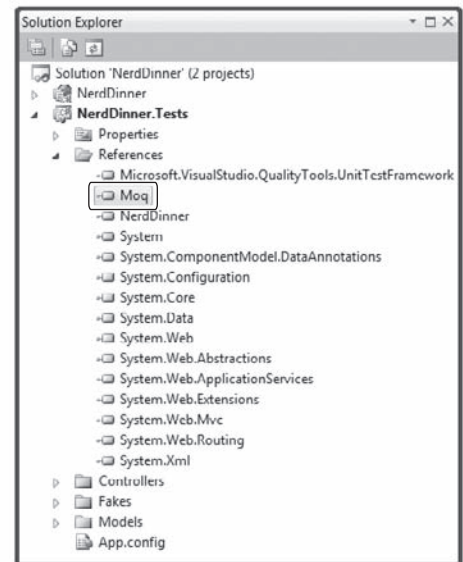 Solution Explorer
Solution 'NerdDinner' (2 projects)
NerdDinner
NerdDinner.Tests
Properties
References
Microsoft.VisualStudio.QualityTools.UnitTestFramework
Moq
NerdDinner
System
System.ComponentModel.DataAnnotations
System.Configuration
System.Core
System.Data
System.Web
System.Web.Abstractions
System.Web.ApplicationServices
System.Web.Extensions
System.Web.Mvc
System.Web.Routing
System.Xml
Controllers
Fakes
Models
App.config